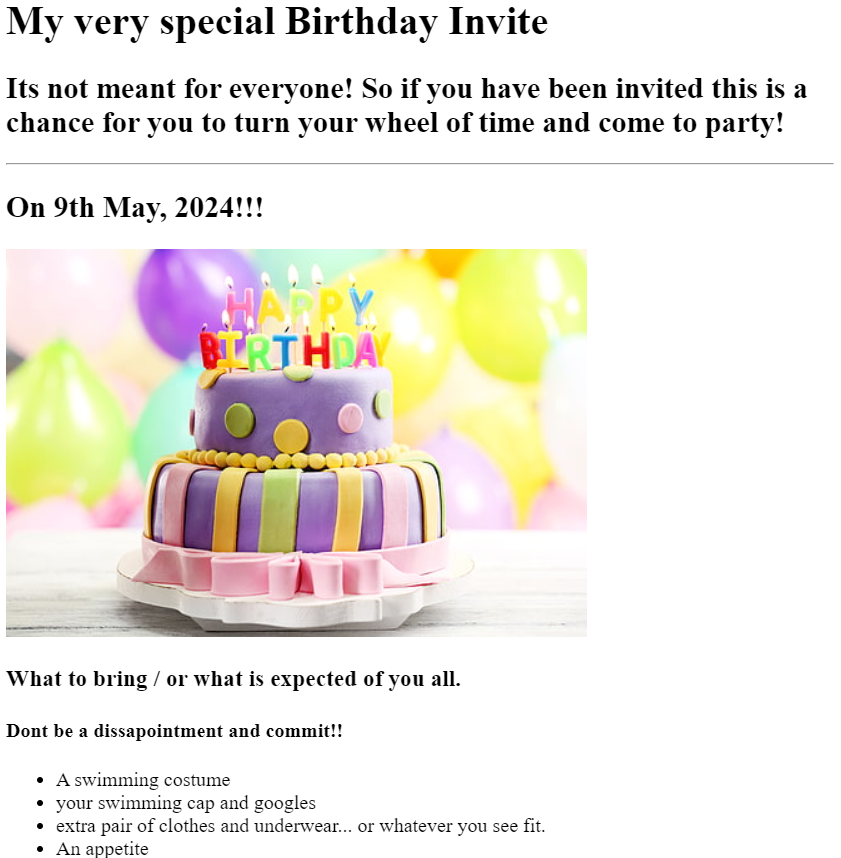 My very special Birthday Invite
Its not meant for everyone! So if you have been invited this is a
chance for you to turn your wheel of time and come to party!
On 9th May, 2024!!!
HAPPY
BIRTHDAY
What to bring / or what is expected of you all.
Dont be a dissapointment and commit!!
A swimming costume
your swimming cap and googles
extra pair of clothes and underwear... or whatever you see fit.
An appetite